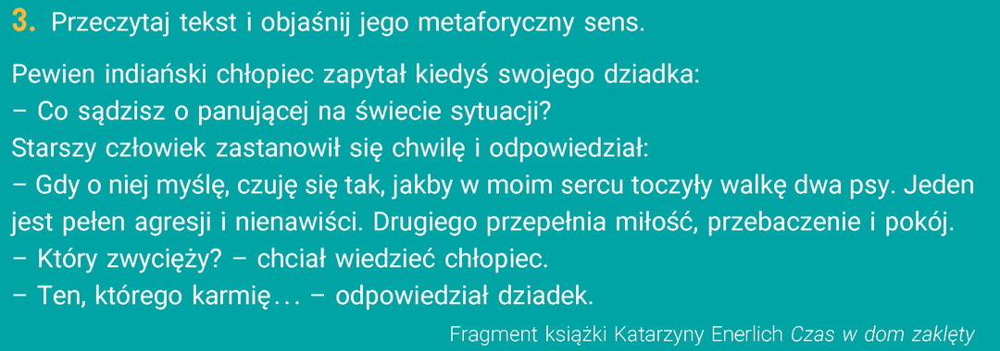 3. Przeczytaj tekst i objaśnij jego metaforyczny sens.
Pewien indiański chłopiec zapytał kiedyś swojego dziadka:
– Co sądzisz o panującej na świecie sytuacji?
Starszy człowiek zastanowił się chwilę i odpowiedział:
– Gdy o niej myślę, czuję się tak, jakby w moim sercu toczyły walkę dwa psy. Jeden
jest pełen agresji i nienawiści. Drugiego przepełnia miłość, przebaczenie i pokój.
– Który zwycięży? – chciał wiedzieć chłopiec.
– Ten, którego karmię... – odpowiedział dziadek.
Fragment książki Katarzyny Enerlich Czas w dom zaklęty